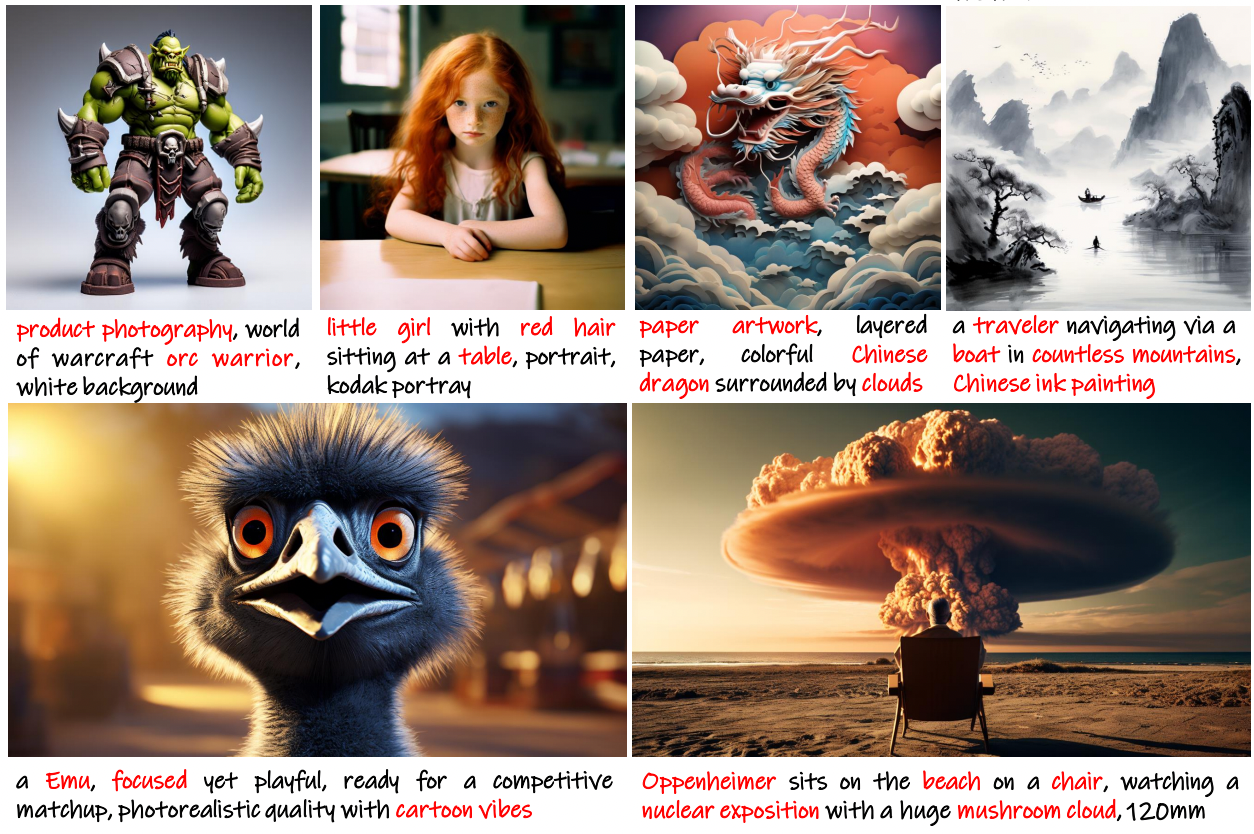 product photography, world
of warcraft orc warrior,
white background
little girl with red hair
sitting at a table, portrait,
kodak portray
paper artwork, layered
paper, colorful Chinese
dragon surrounded by clouds
a traveler navigating via a
boat in countless mountains,
Chinese ink painting
a Emu, focused yet playful, ready for a competitive
matchup, photorealistic quality with cartoon vibes
Oppenheimer sits on the beach on a chair, watching a
nuclear exposition with a huge mushroom cloud, 120mm